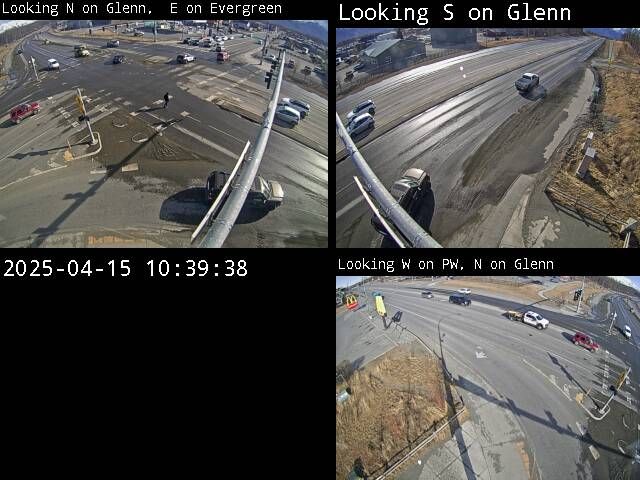 Looking N on Glenn, E on Evergreen
Looking S on Glenn
2025-04-15 10:39:38
Looking W on PW, N on Glenn